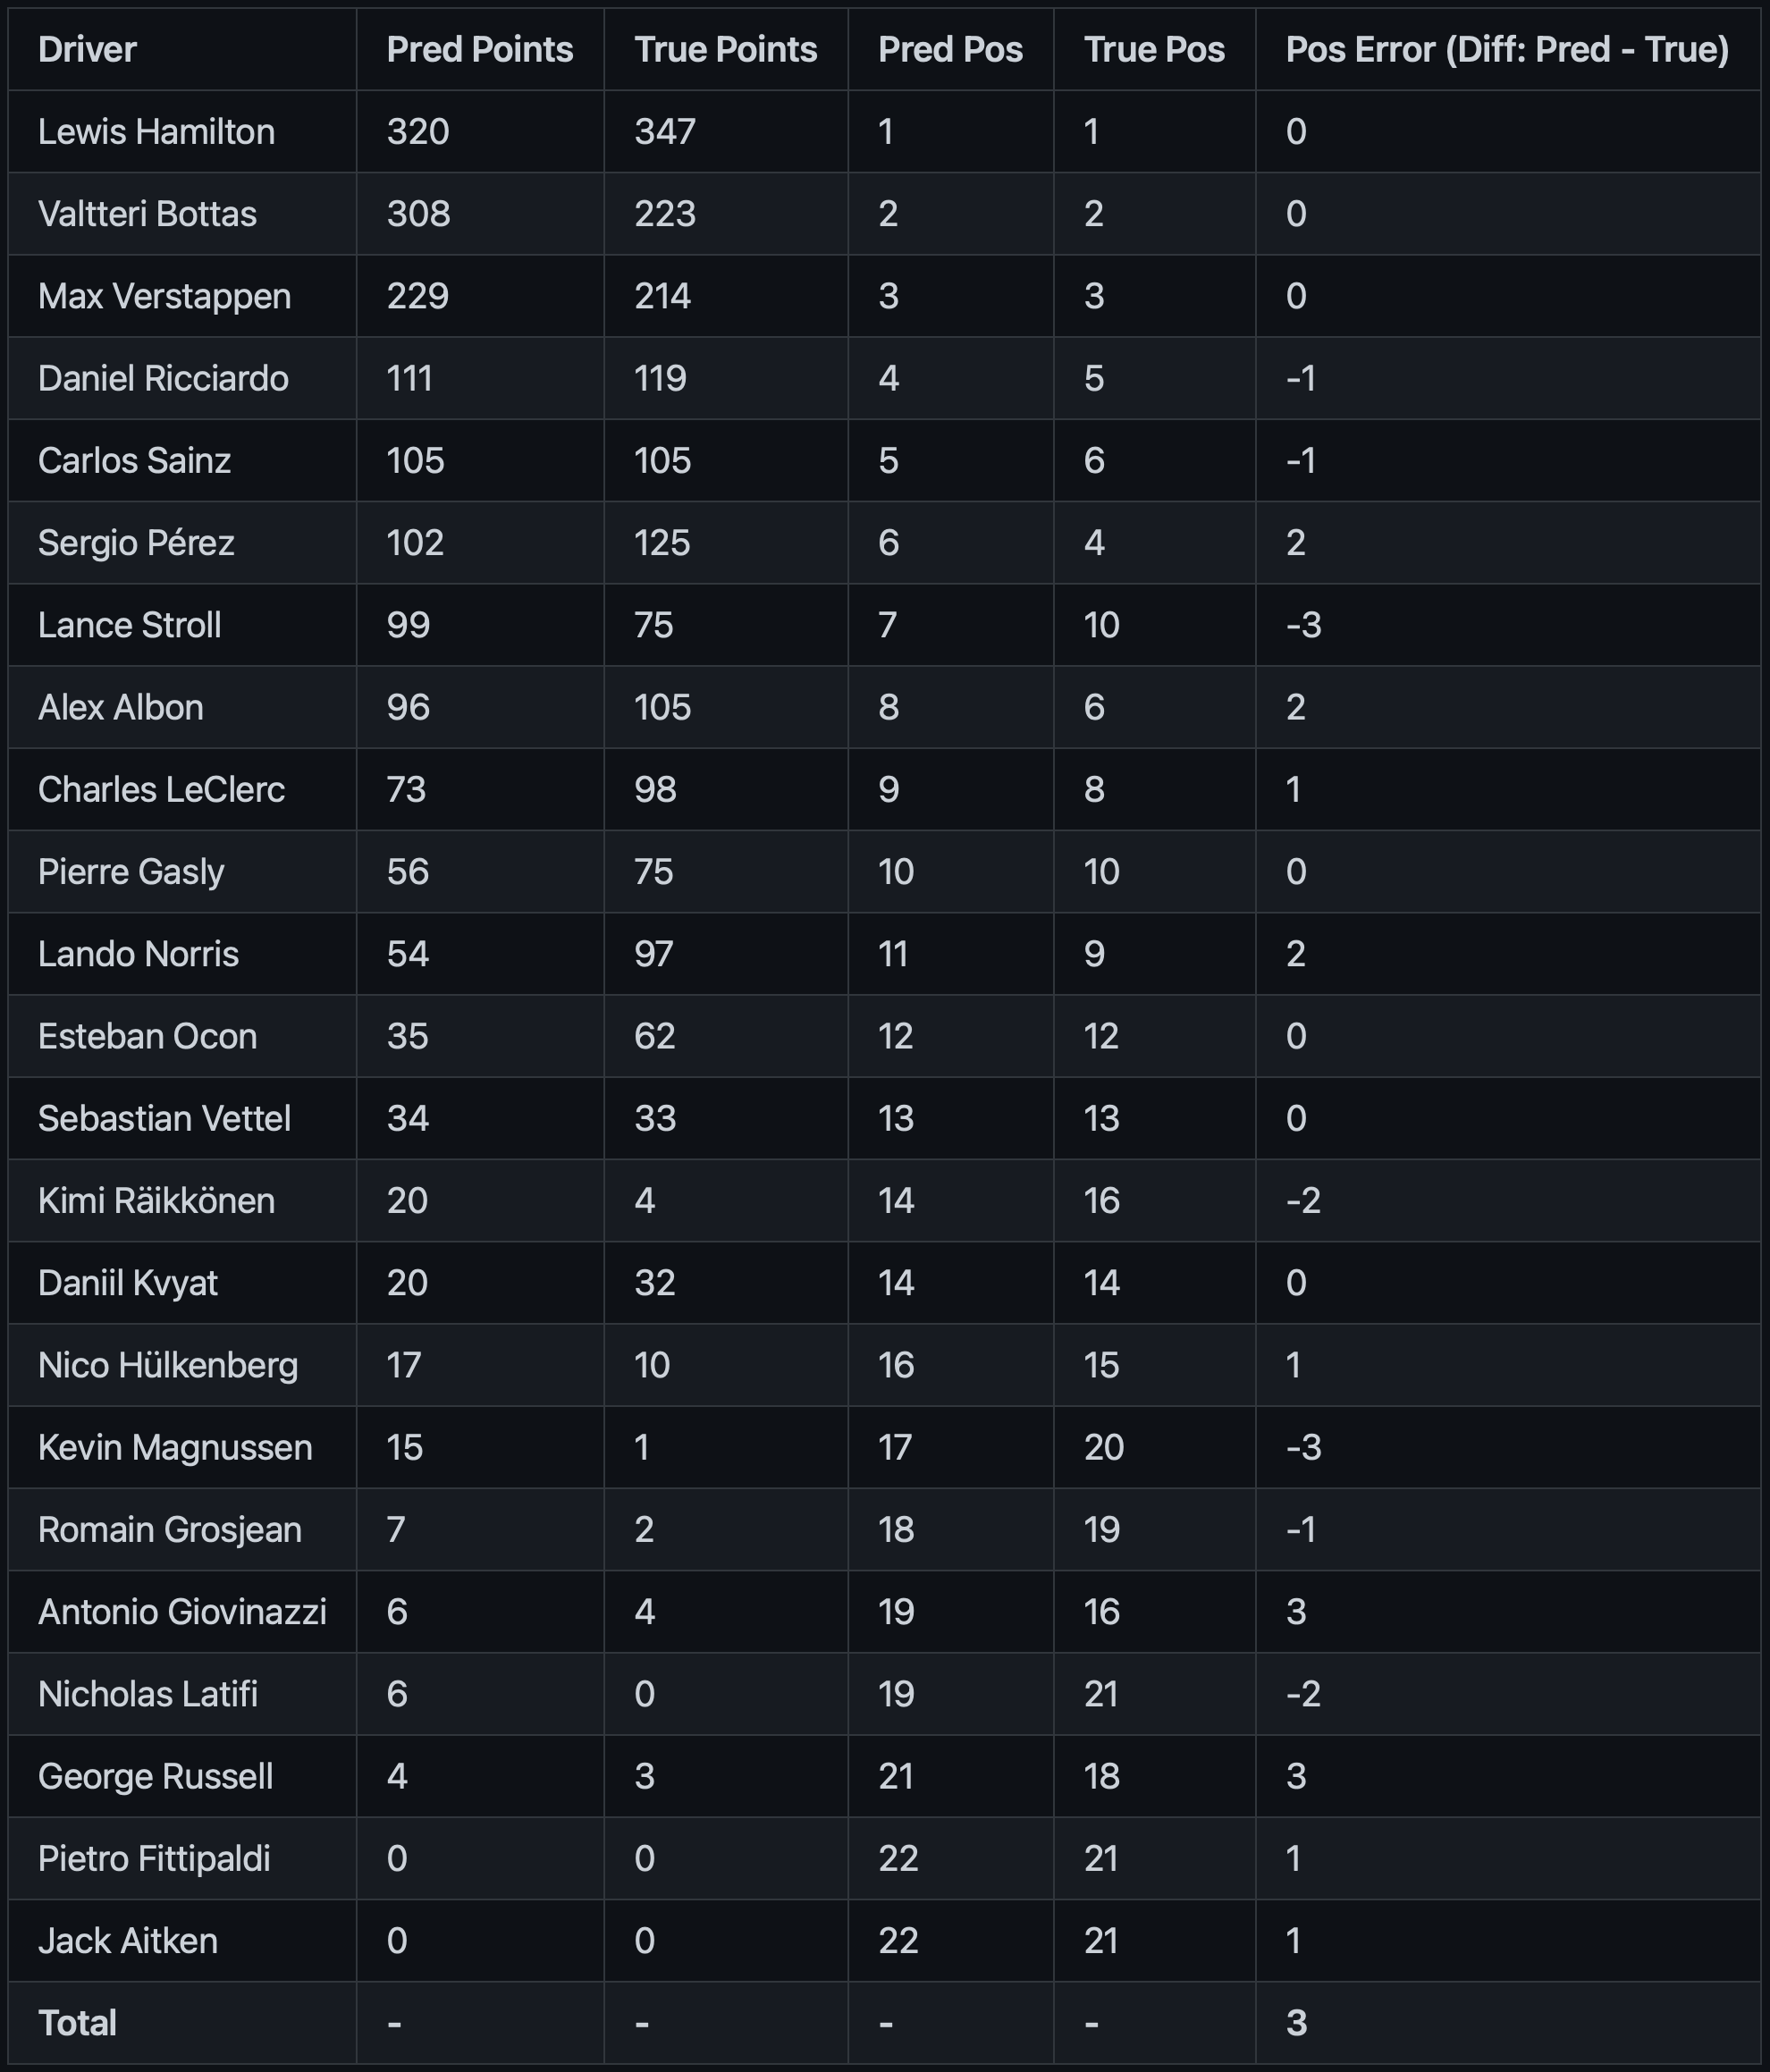 Driver Pred Points True Points Pred Pos True Pos Pos Error (Diff: Pred - True)
Lewis Hamilton 320 347 1 1 0
Valtteri Bottas 308 223 2 2 0
Max Verstappen 229 214 3 3 0
Daniel Ricciardo 111 119 4 5 -1
Carlos Sainz 105 105 5 6 -1
Sergio Pérez 102 125 6 4 2
Lance Stroll 99 75 7 10 -3
Alex Albon 96 105 8 6 2
Charles LeClerc 73 98 9 8 1
Pierre Gasly 56 75 10 10 0
Lando Norris 54 97 11 9 2
Esteban Ocon 35 62 12 12 0
Sebastian Vettel 34 33 13 13 0
Kimi Räikkönen 20 4 14 16 -2
Daniil Kvyat 20 32 14 14 0
Nico Hülkenberg 17 10 16 15 1
Kevin Magnussen 15 1 17 20 -3
Romain Grosjean 7 2 18 19 -1
Antonio Giovinazzi 6 4 19 16 3
Nicholas Latifi 6 0 19 21 -2
George Russell 4 3 21 18 3
Pietro Fittipaldi 0 0 22 21 1
Jack Aitken 0 0 22 21 1
Total - - - - 3